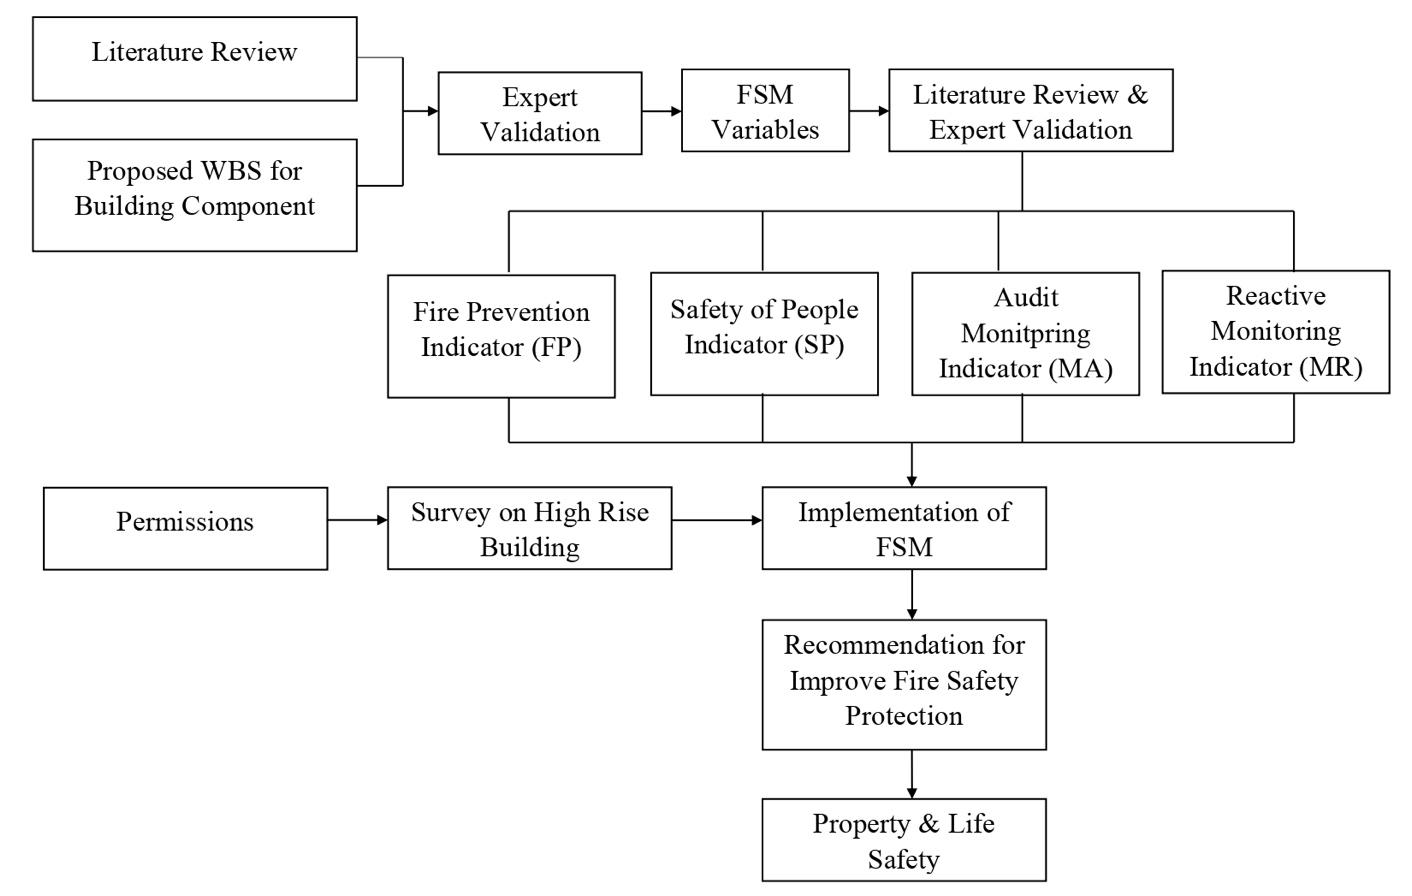 Literature Review
Proposed WBS for
Building Component
Expert
Validation
FSM
Variables
Literature Review &
Expert Validation
Fire Prevention
Indicator (FP)
Safety of People
Indicator (SP)
Audit
Monitpring
Indicator (MA)
Reactive
Monitoring
Indicator (MR)
Permissions
Survey on High Rise
Building
Implementation of
FSM
Recommendation for
Improve Fire Safety
Protection
Property & Life
Safety